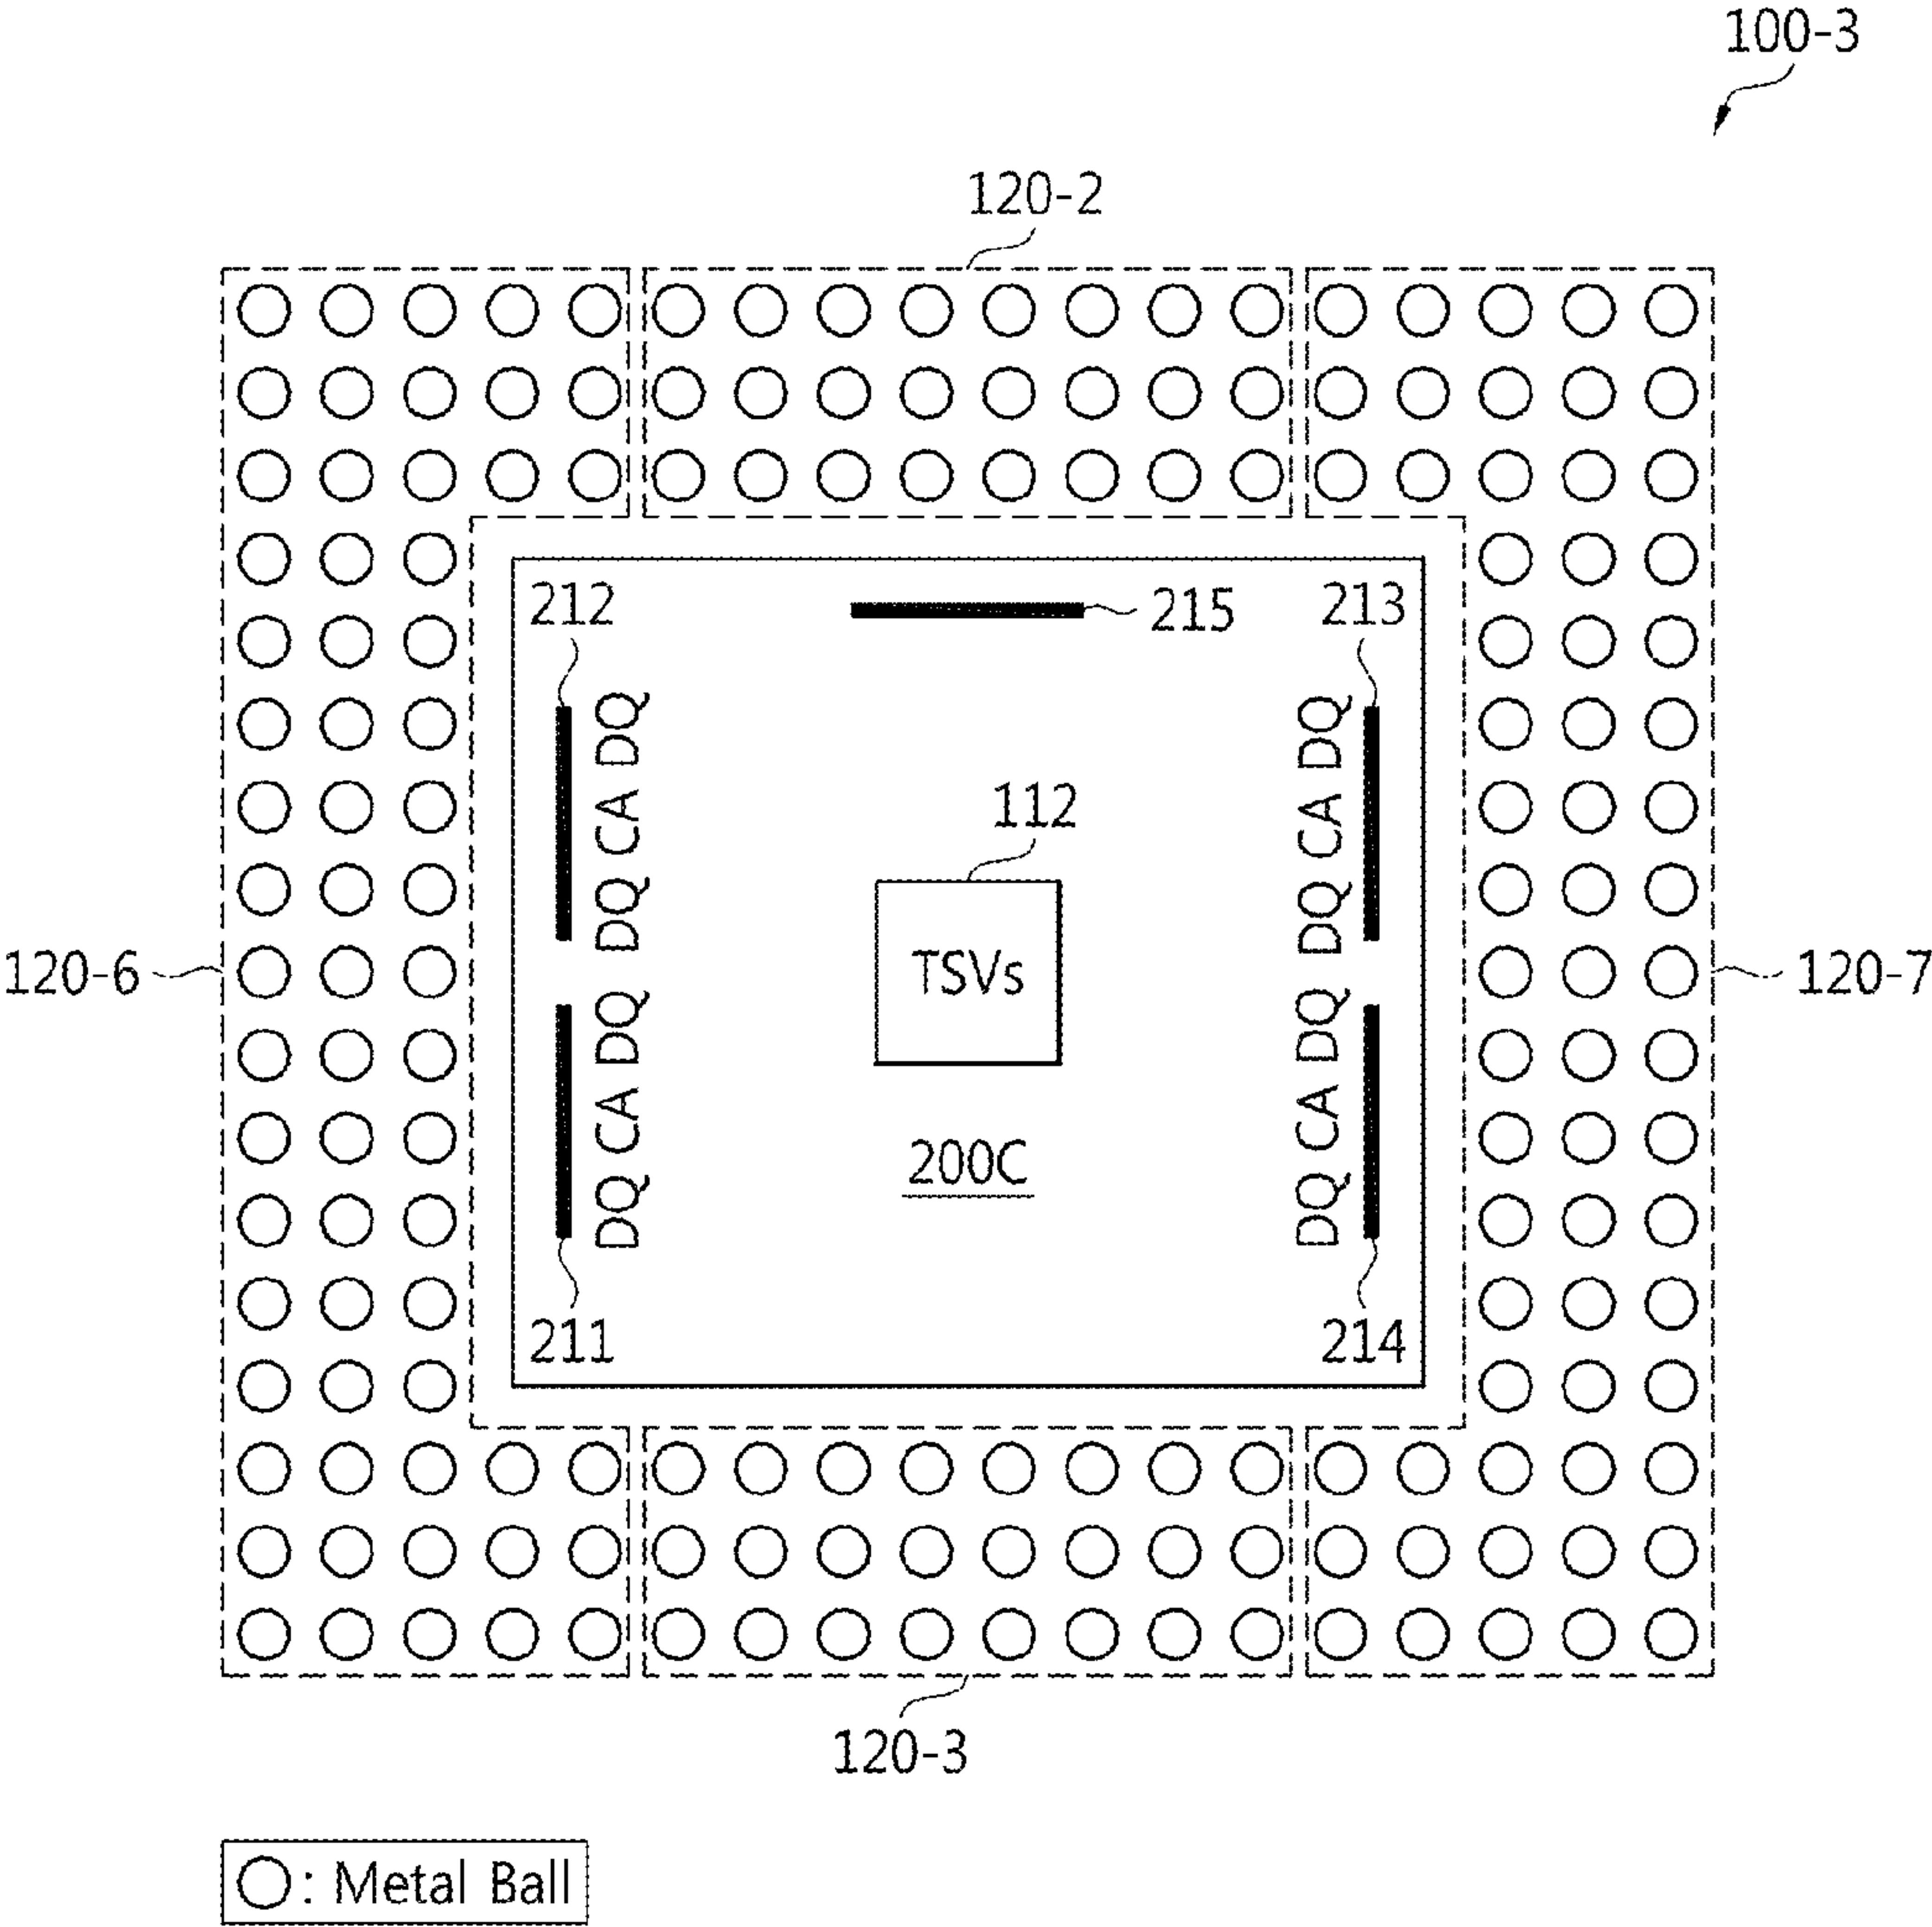 100-3
120-2
212
215
213
DQ CA DQ
DQ CA DQ
112
TSVs
120-6
120-7
DQ CA DQ
DQ CA DQ
200C
211
214
120-3
: Metal Ball